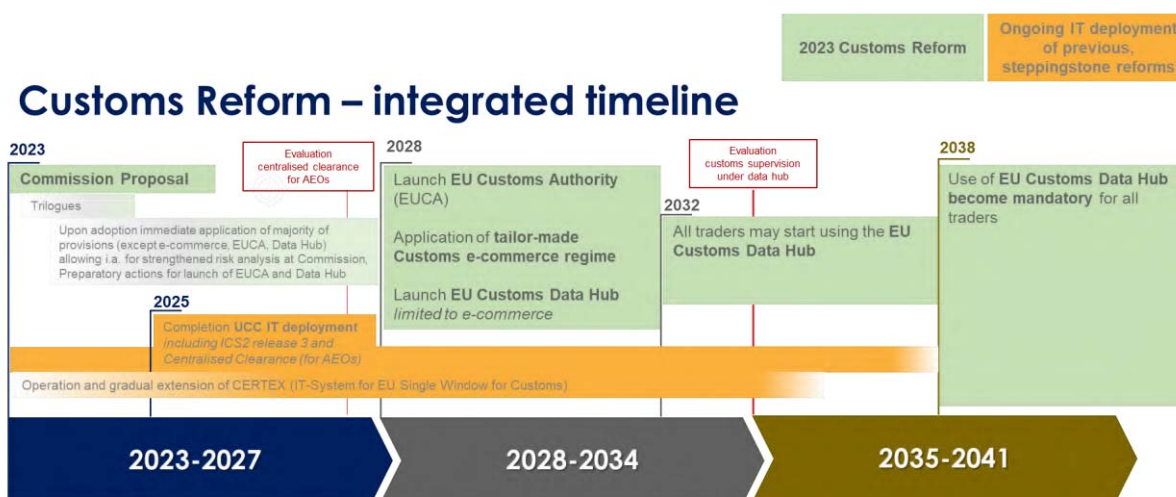 2023 Customs Reform
Ongoing IT deployment
of previous,
steppingstone reforms
Customs Reform – integrated timeline
2023
Commission Proposal
Trilogues
Upon adoption immediate application of majority of
provisions (except e-commerce, EUCA, Data Hub)
allowing i.a. for strengthened risk analysis at Commission,
Preparatory actions for launch of EUCA and Data Hub
2025
Completion UCC IT deployment
including ICS2 release 3 and
Centralised Clearance (for AEOs)
Operation and gradual extension of CERTEX (IT-System for EU Single Window for Customs)
Evaluation
centralised clearance
for AEOs
2028
Launch EU Customs Authority
(EUCA)
Application of tailor-made
Customs e-commerce regime
Launch EU Customs Data Hub
limited to e-commerce
2032
All traders may start using the EU
Customs Data Hub
Evaluation
customs supervision
under data hub
2038
Use of EU Customs Data Hub
become mandatory for all
traders
2023-2027
2028-2034
2035-2041